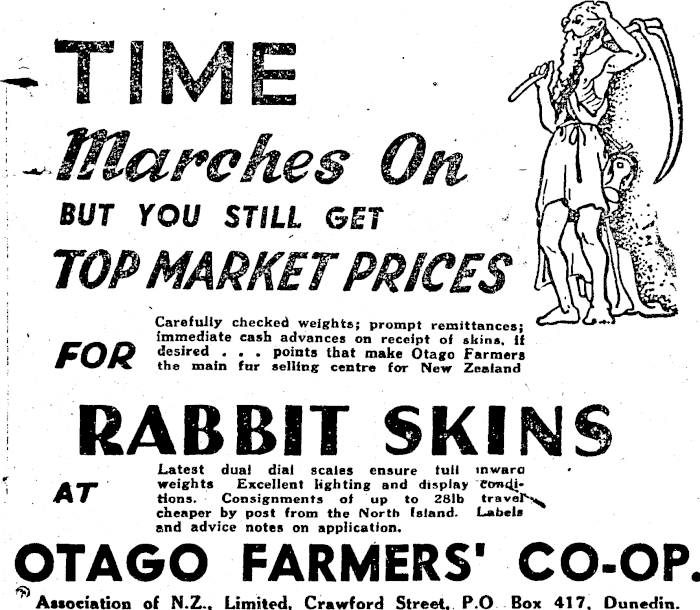 TIME
Marches On
BUT YOU STILL GET
TOP MARKET PRICES
FOR
Carefully checked weights; prompt remittances;
immediate cash advances on receipt of skins, if
desired . . . points that make Otago Farmers
the main fur selling centre for New Zealand
RABBIT SKINS
AT
Latest dual dial scales ensure full inward
weights Excellent lighting and display condi-
tions. Consignments of up to 28lb travel
cheaper by post from the North Island. Labels
and advice notes on application.
OTAGO FARMERS' CO-OP.
Association of N.Z., Limited, Crawford Street, P.O. Box 417, Dunedin.